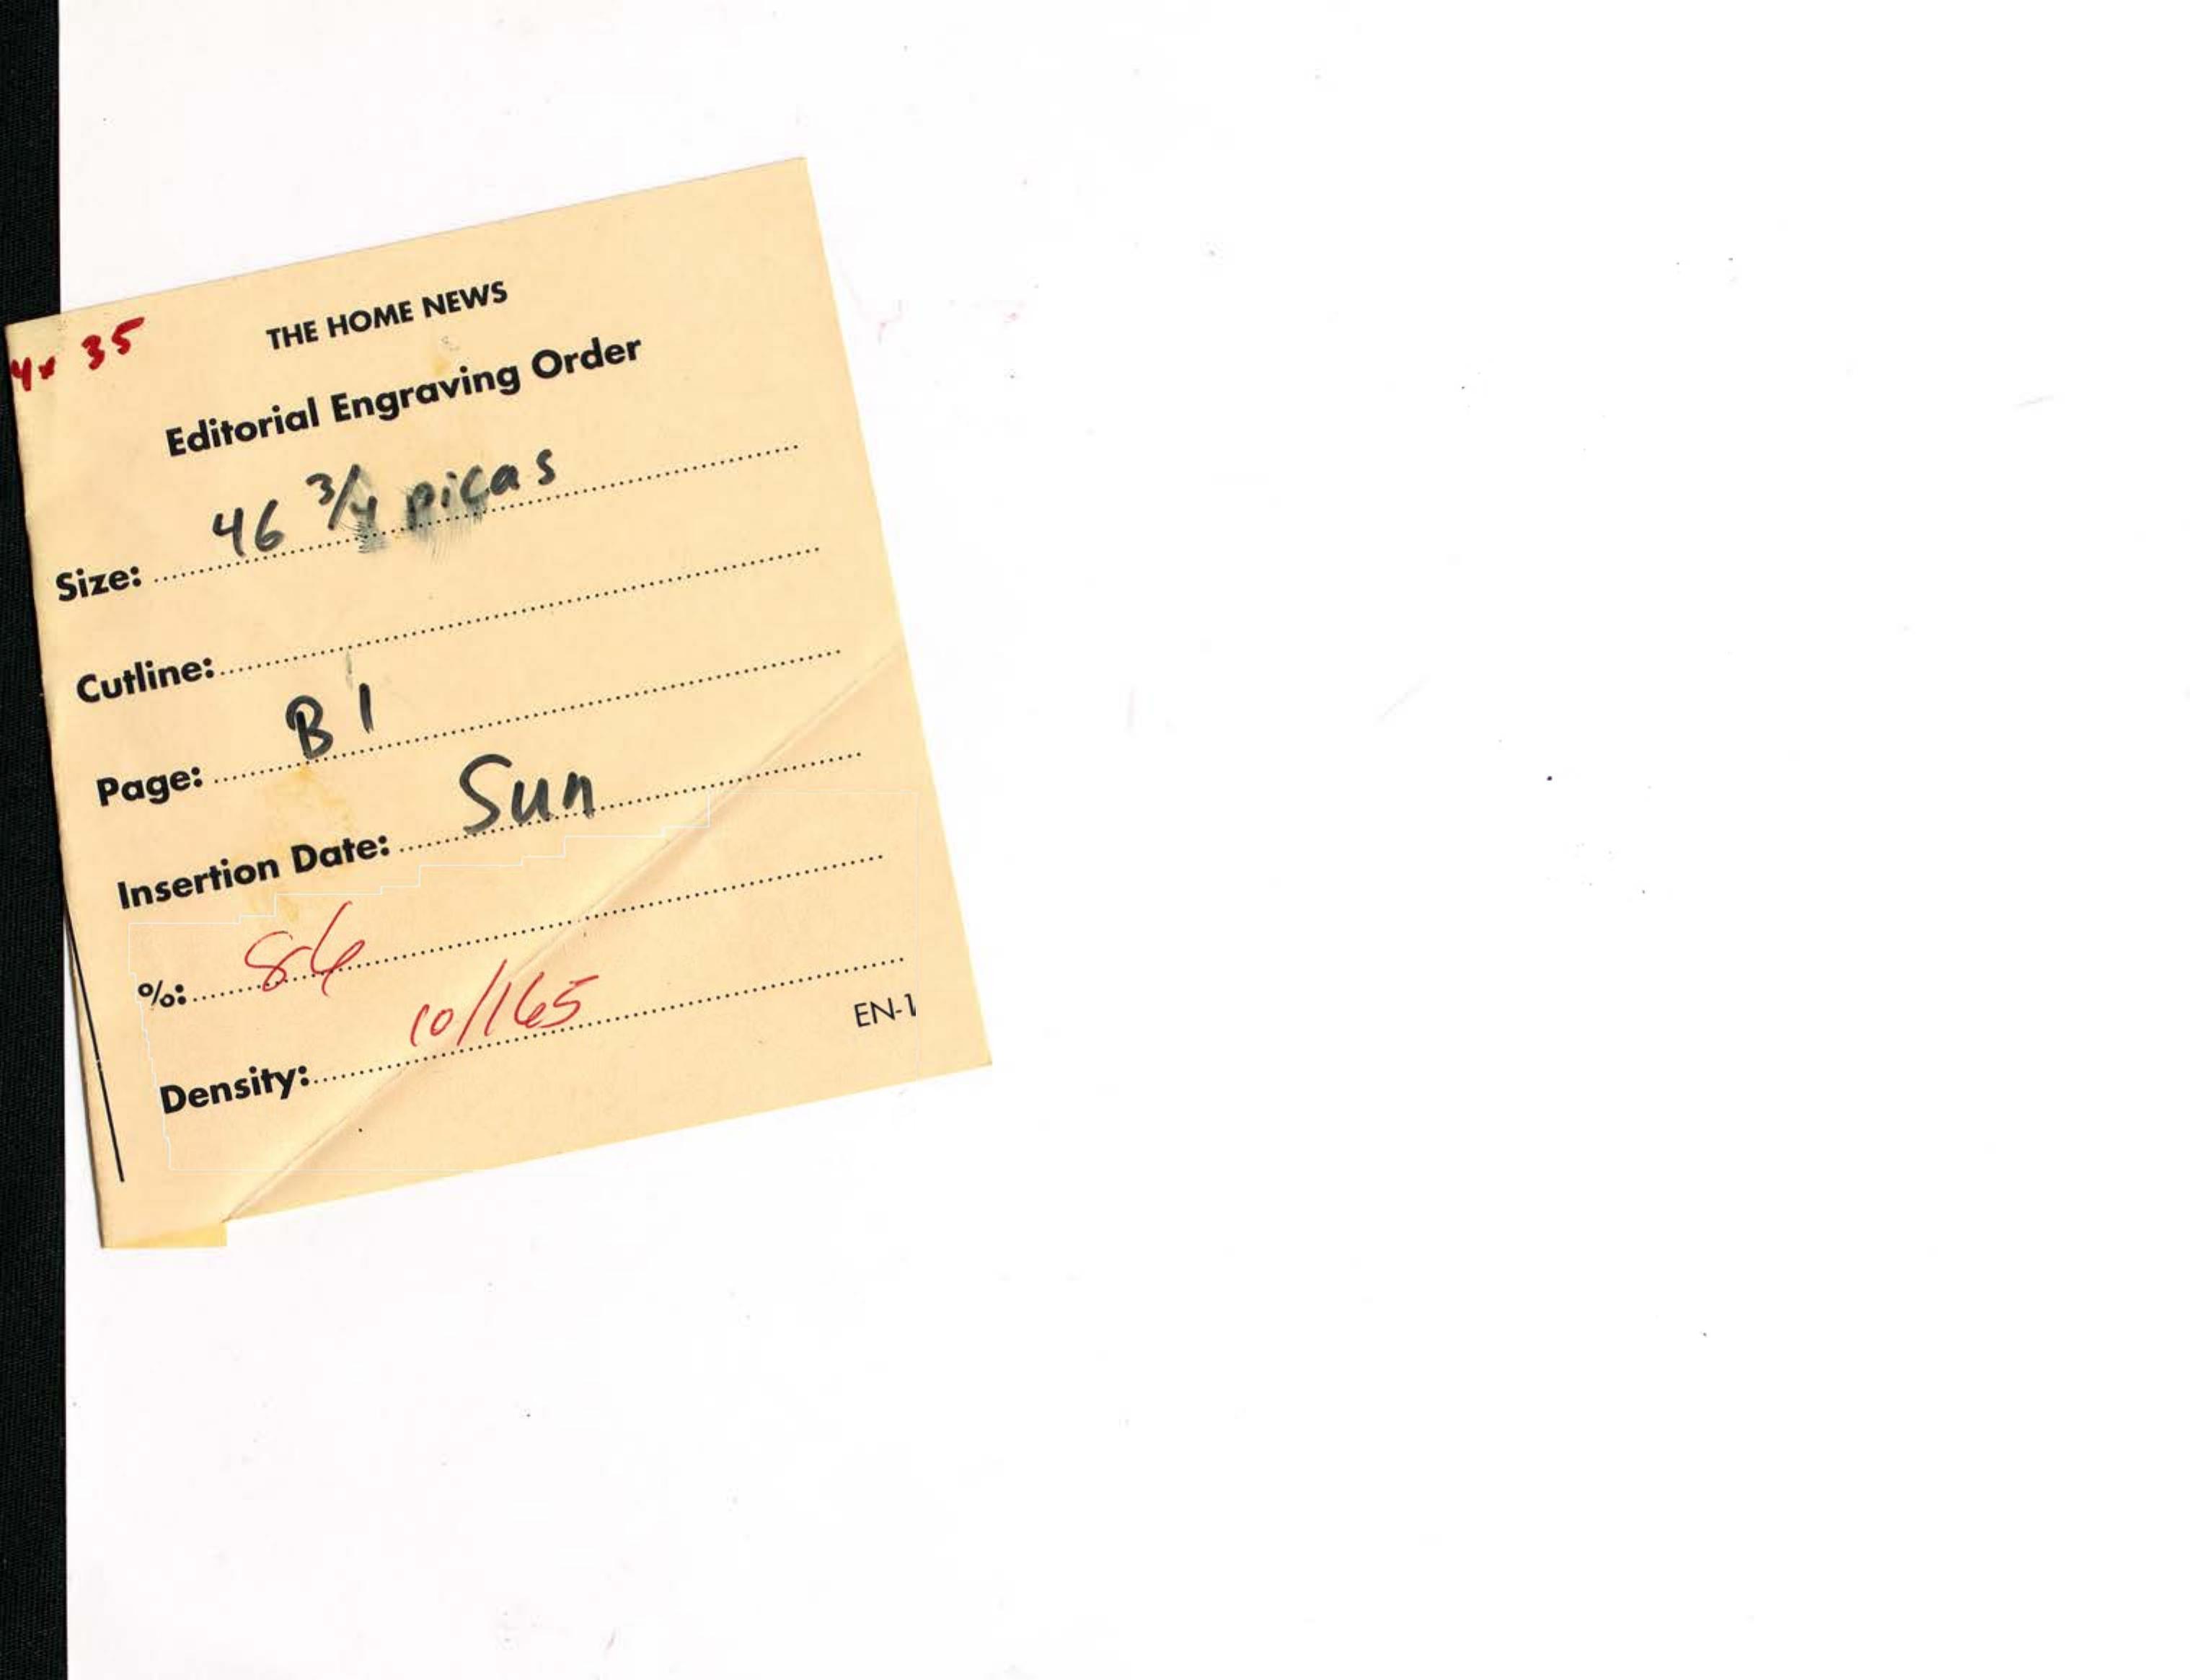 4x 35
THE HOME NEWS
Editorial Engraving Order
Size: 46 3/4 picas
Cutline:
Page: B1
Insertion Date: Sun
%: 86
Density: 10/165
EN-1